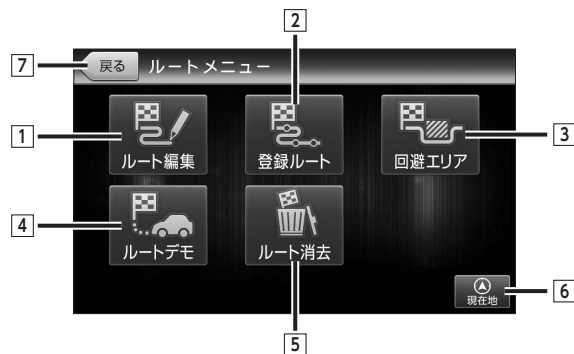 2
7
戻る ルートメニュー
1
ルート編集
登録ルート
回避エリア
3
4
ルートデモ
ルート消去
現在地
6
5